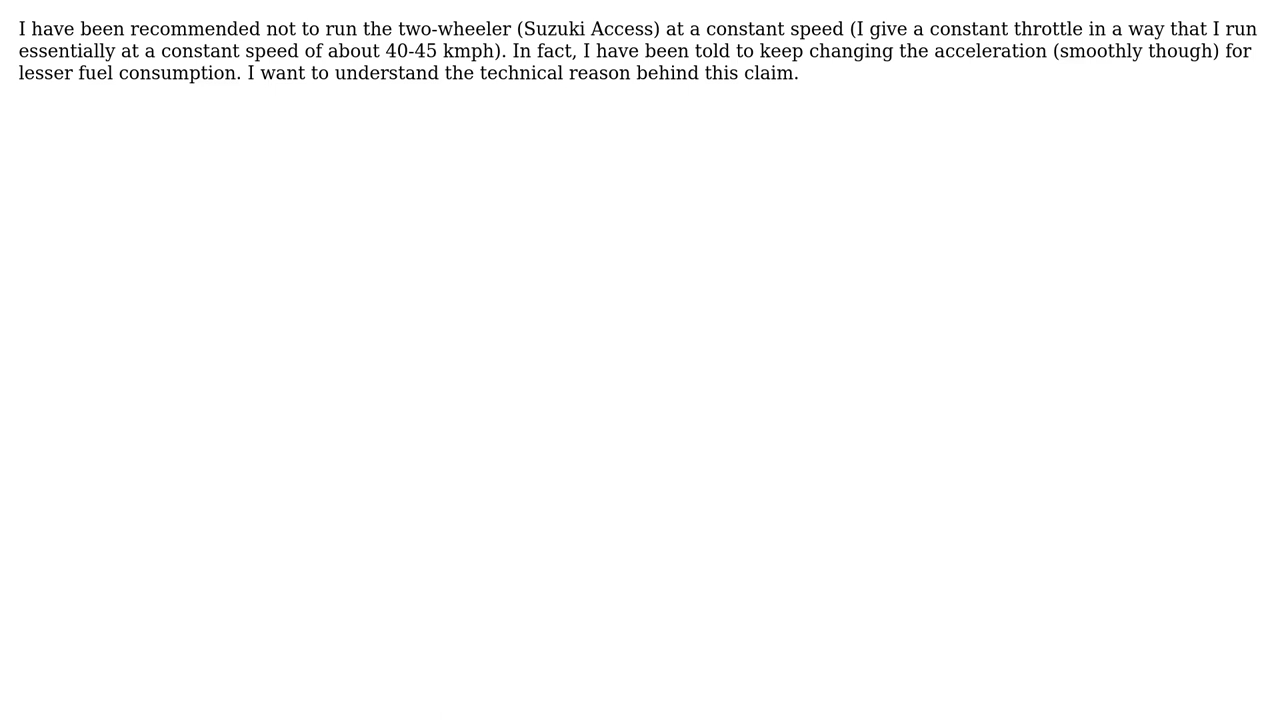 I have been recommended not to run the two-wheeler (Suzuki Access) at a constant speed (I give a constant throttle in a way that I run
essentially at a constant speed of about 40-45 kmph). In fact, I have been told to keep changing the acceleration (smoothly though) for
lesser fuel consumption. I want to understand the technical reason behind this claim.